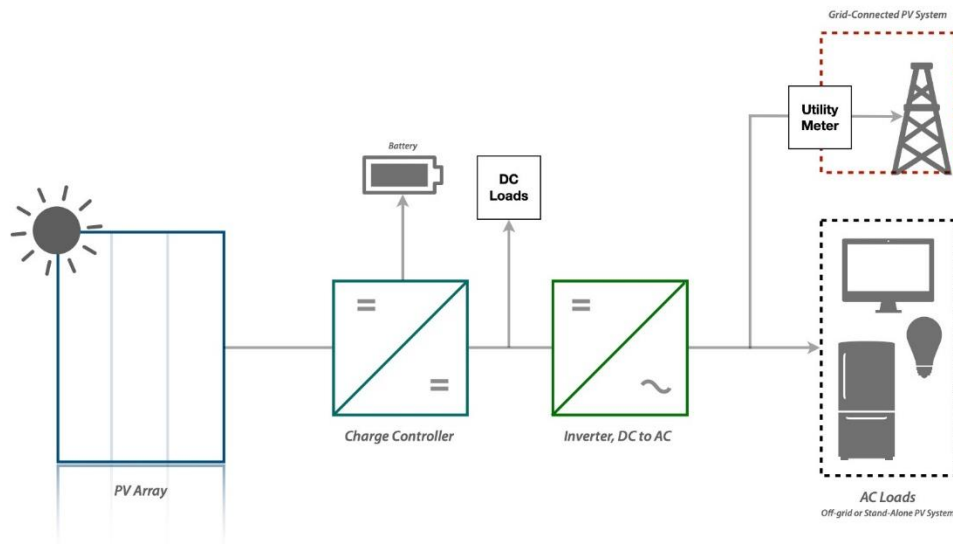 Grid-Connected PV System
Utility
Meter
Battery
DC
Loads
Charge Controller
Inverter, DC to AC
PV Array
AC Loads
Off-grid or Stand-Alone PV System